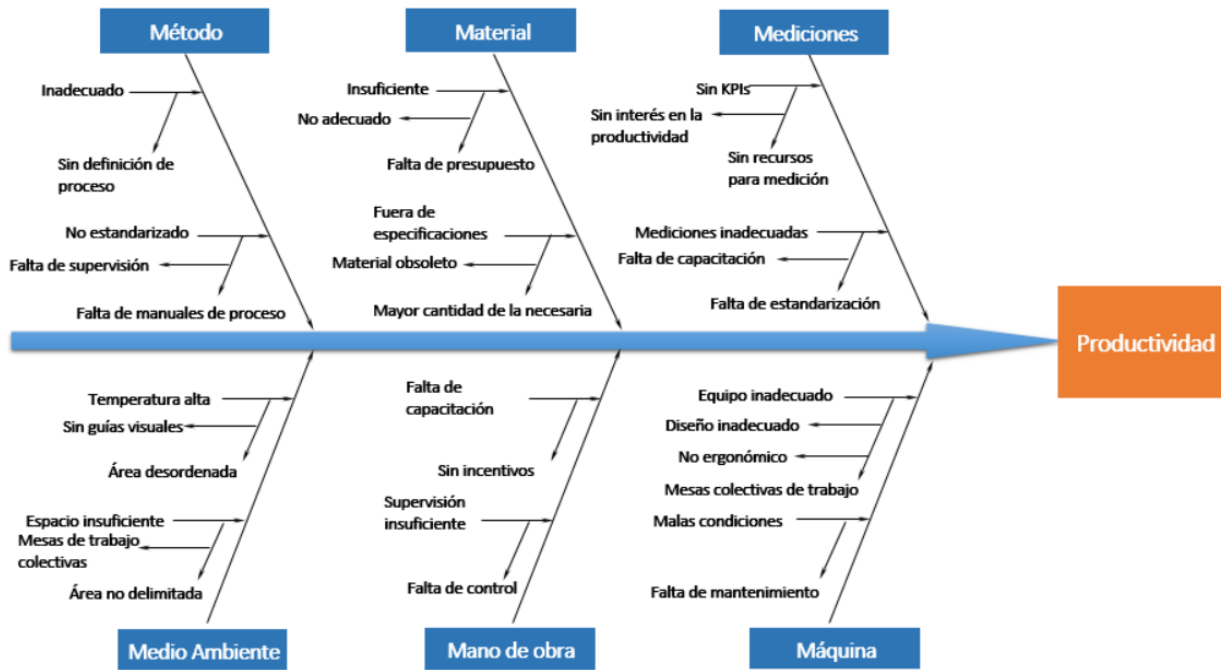 Método
Material
Mediciones
Inadecuado
Sin definición de
proceso
No estandarizado
Falta de supervisión
Falta de manuales de proceso
Insuficiente
No adecuado
Falta de presupuesto
Fuera de
especificaciones
Material obsoleto
Mayor cantidad de la necesaria
Sin KPIs
Sin interés en la
productividad
Sin recursos
para medición
Mediciones inadecuadas
Falta de capacitación
Falta de estandarización
Productividad
Temperatura alta
Sin guías visuales
Área desordenada
Espacio insuficiente
Mesas de trabajo
colectivas
Área no delimitada
Falta de
capacitación
Sin incentivos
Supervisión
insuficiente
Falta de control
Equipo inadecuado
Diseño inadecuado
No ergonómico
Mesas colectivas de trabajo
Malas condiciones
Falta de mantenimiento
Medio Ambiente
Mano de obra
Máquina